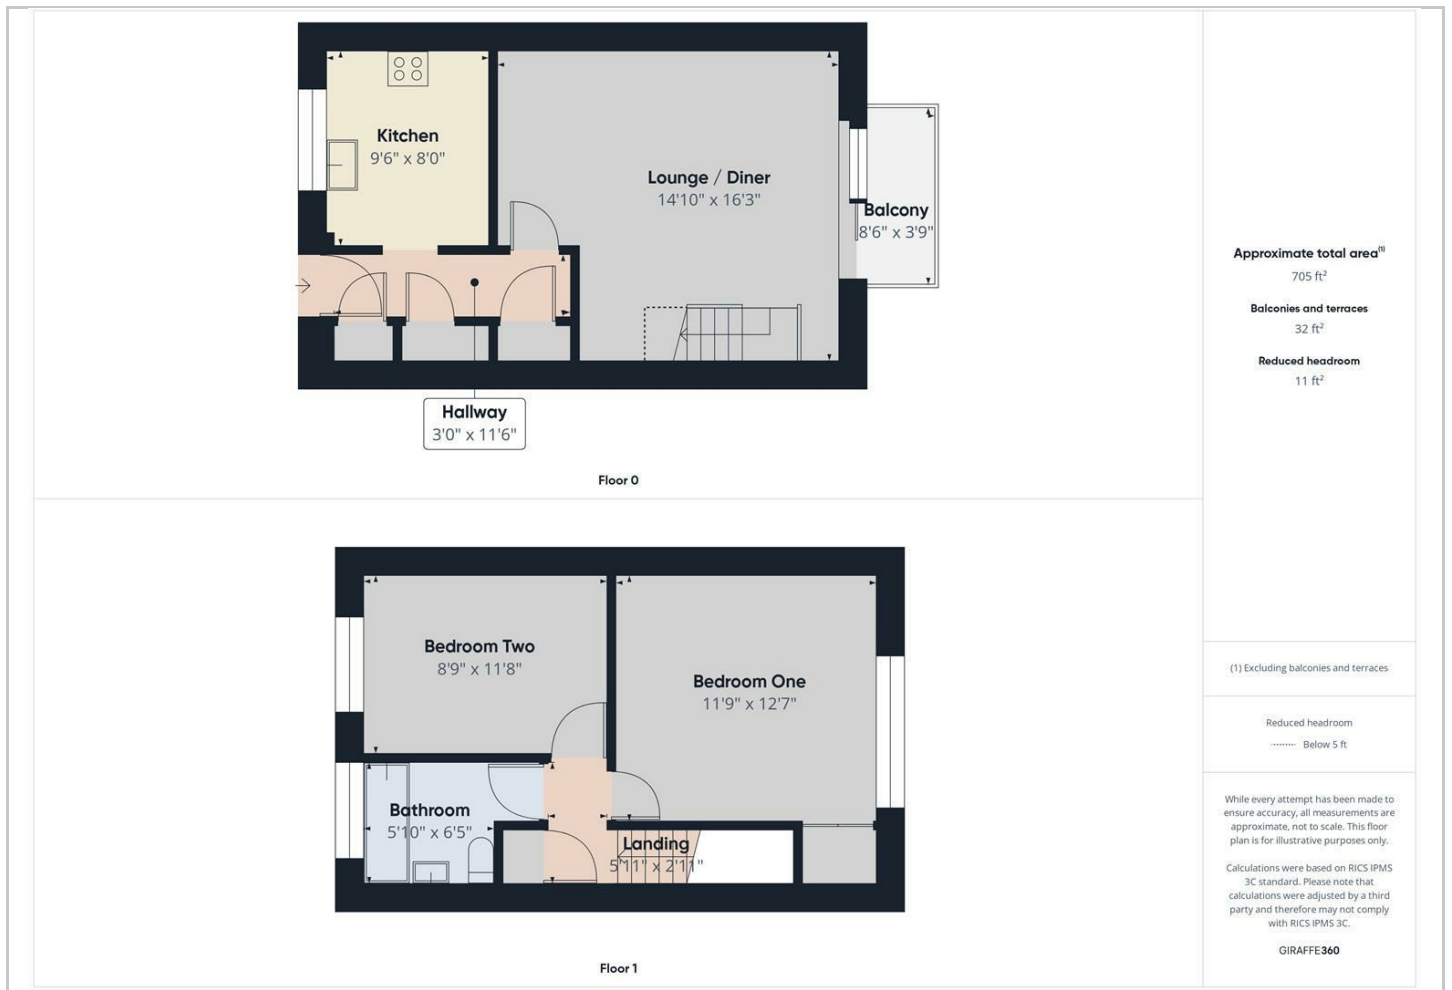 Kitchen
9'6" x 8'0"
Lounge / Diner
14'10" x 16'3"
Balcony
8'6" x 3'9"
Hallway
3'0" x 11'6"
Floor 0
Bedroom Two
8'9" x 11'8"
Bedroom One
11'9" x 12'7"
Bathroom
5'10" x 6'5"
Landing
5'11" x 2'11"
Floor 1
Approximate total area⁽¹⁾
705 ft²
Balconies and terraces
32 ft²
Reduced headroom
11 ft²
(1) Excluding balconies and terraces
Reduced headroom
Below 5 ft
While every attempt has been made to
ensure accuracy, all measurements are
approximate, not to scale. This floor
plan is for illustrative purposes only.
Calculations were based on RICS IPMS
3C standard. Please note that
calculations were adjusted by a third
party and therefore may not comply
with RICS IPMS 3C.
GIRAFFE360